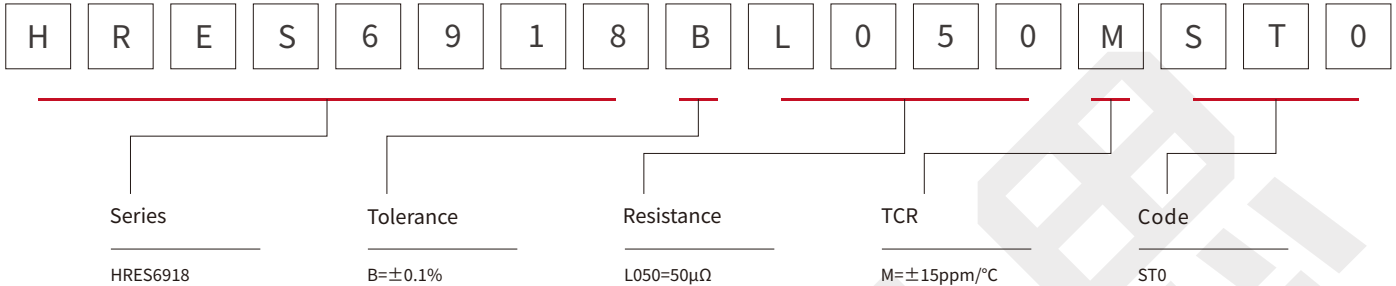 H R E S 6 9 1 8 B L 0 5 0 M S T 0
Series Tolerance Resistance TCR Code
HRES6918 B=±0.1% L050=50μΩ M=±15ppm/℃ ST0